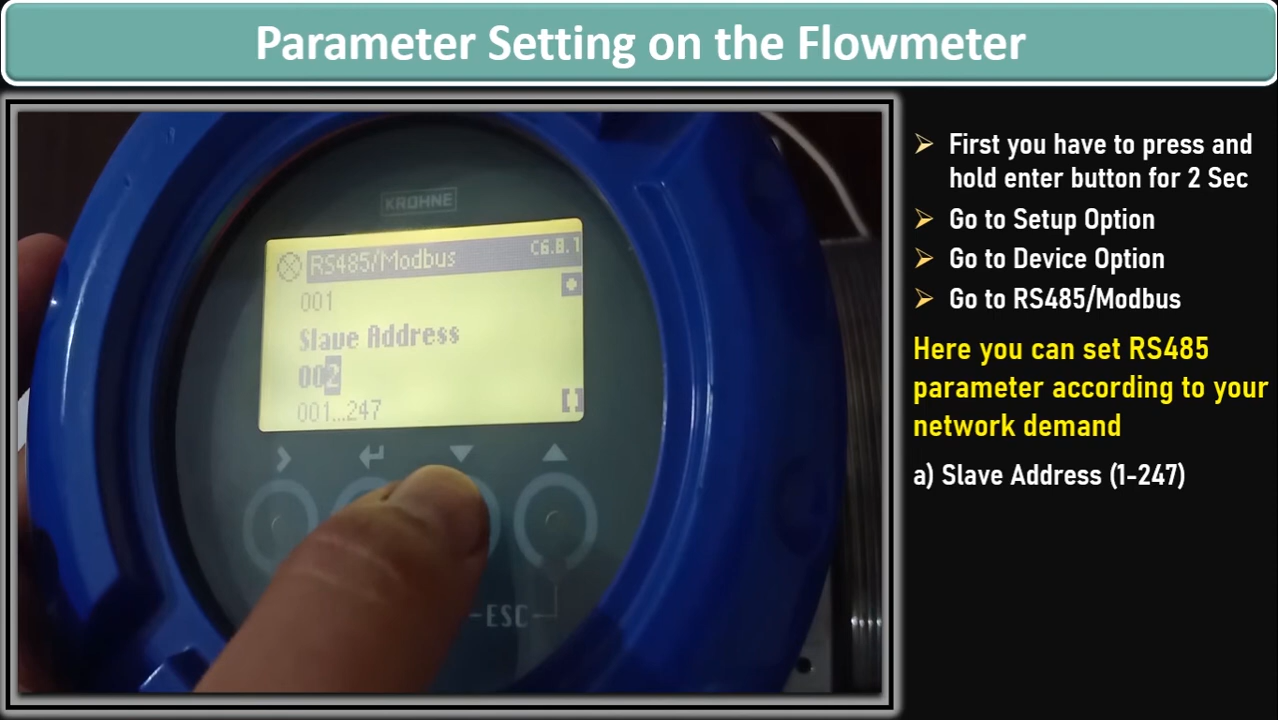 Parameter Setting on the Flowmeter
KROHNE
RS485/Modbus C6.8.1
001
Slave Address
002
001...247
ESC
➢ First you have to press and
hold enter button for 2 Sec
➢ Go to Setup Option
➢ Go to Device Option
➢ Go to RS485/Modbus
Here you can set RS485
parameter according to your
network demand
a) Slave Address (1-247)